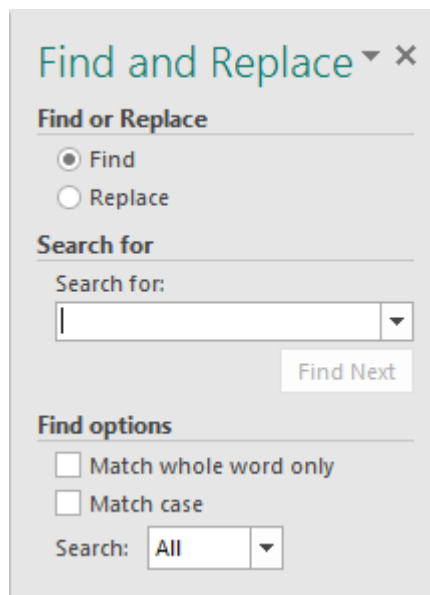 Find and Replace
Find or Replace
Find
Replace
Search for
Search for:
Find Next
Find options
Match whole word only
Match case
Search: All